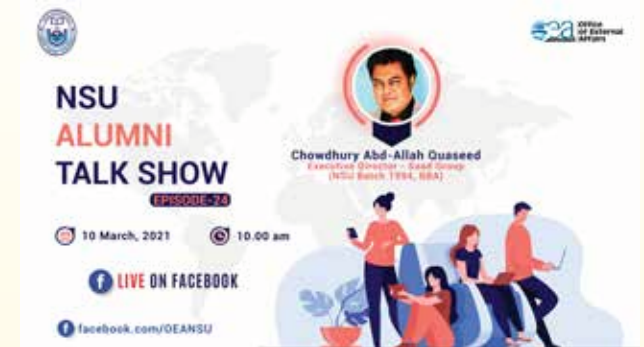 Office
of External
Affairs
NSU
ALUMNI
TALK SHOW
EPISODE-24
10 March, 2021
10.00 am
LIVE ON FACEBOOK
facebook.com/OEANSU
Chowdhury Abd-Allah Quaseed
Executive Director - Saad Group
(NSU Batch 1994, BBA)